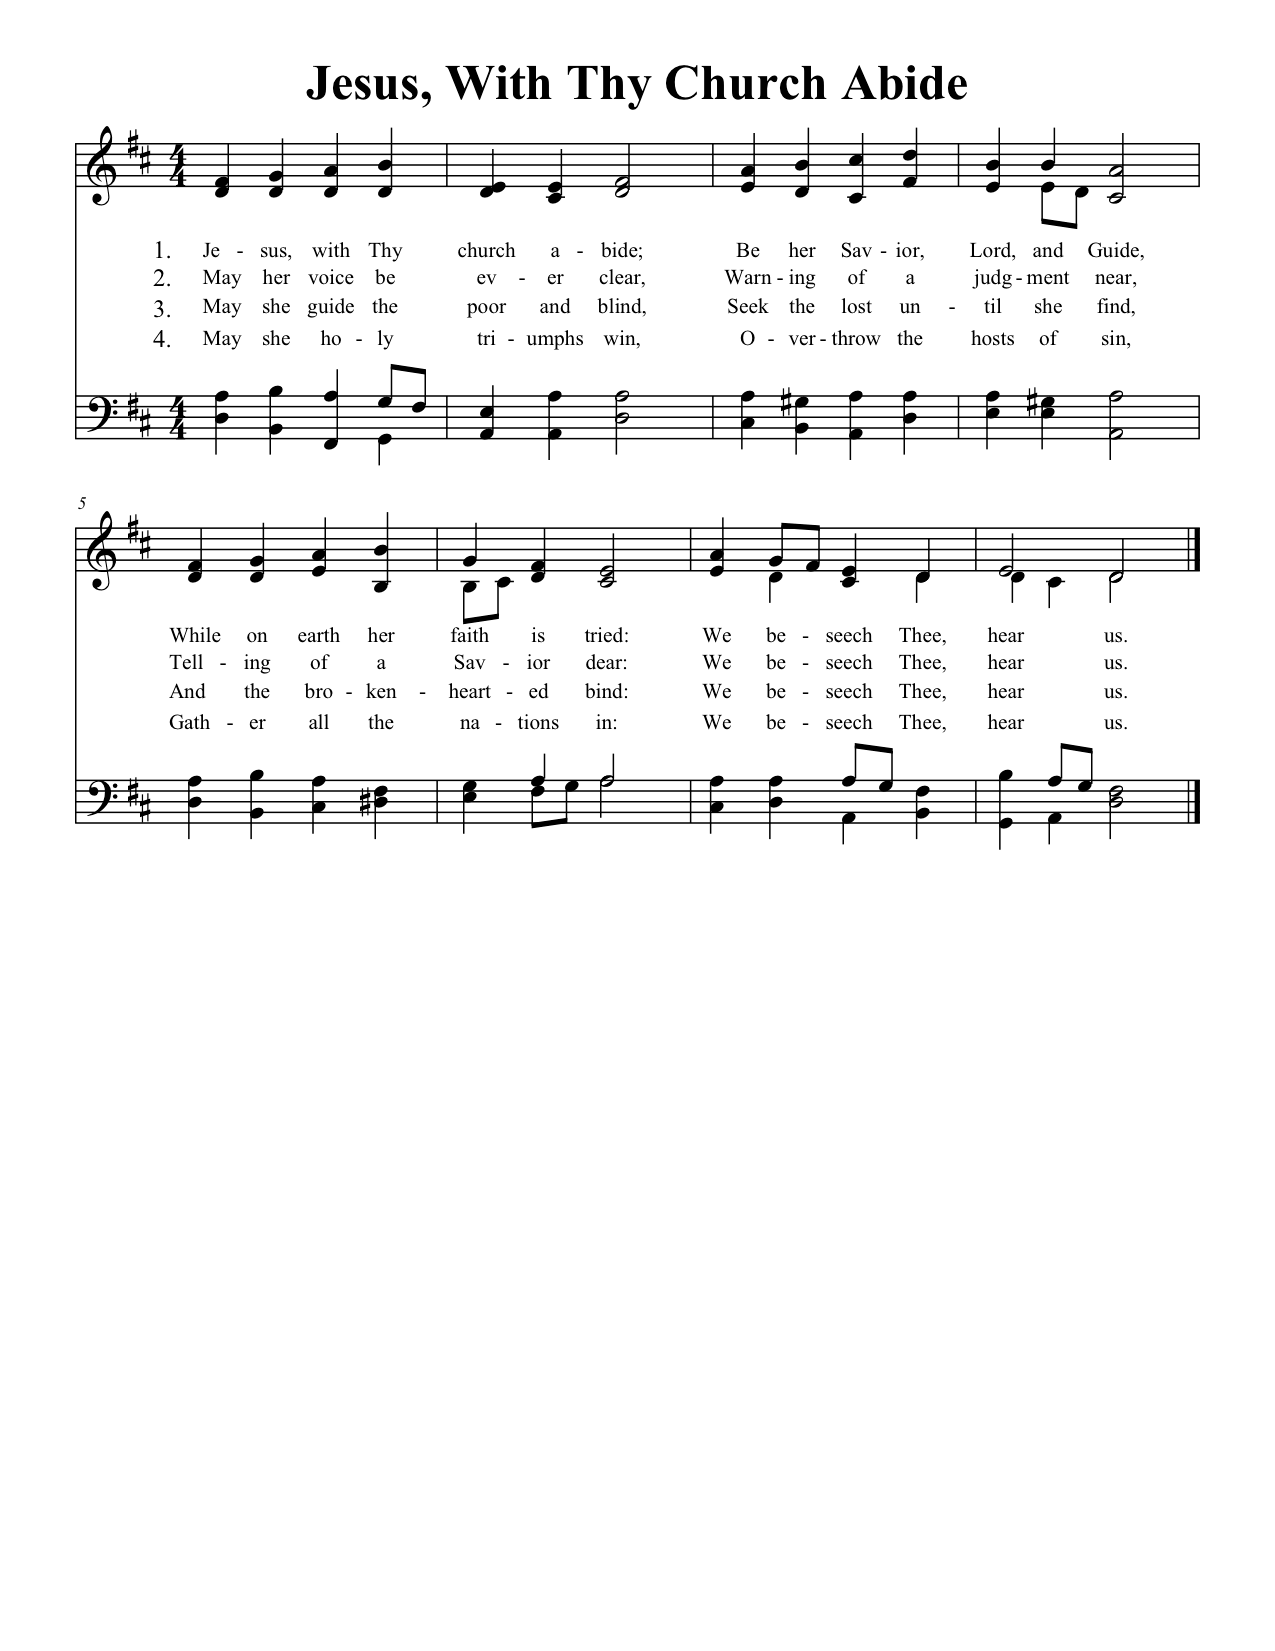 Jesus, With Thy Church Abide
1. Je - sus, with Thy church a - bide; Be her Sav - ior, Lord, and Guide,
2. May her voice be ev - er clear, Warn - ing of a judg - ment near,
3. May she guide the poor and blind, Seek the lost un - til she find,
4. May she ho - ly tri - umphs win, O - ver - throw the hosts of sin,
5
While on earth her faith is tried: We be - seech Thee, hear us.
Tell - ing of a Sav - ior dear: We be - seech Thee, hear us.
And the bro - ken - heart - ed bind: We be - seech Thee, hear us.
Gath - er all the na - tions in: We be - seech Thee, hear us.